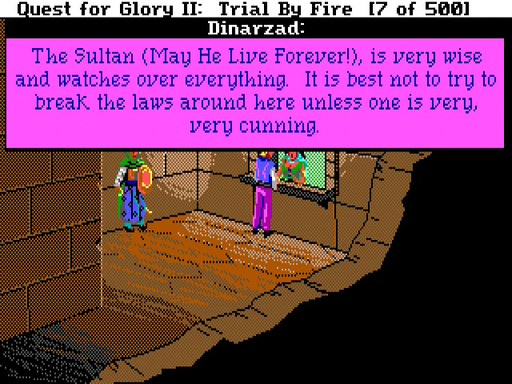 Quest for Glory II: Trial By Fire [7 of 500]
Dinarzad:
The Sultan (May He Live Forever!), is very wise
and watches over everything. It is best not to try to
break the laws around here unless one is very,
very cunning.